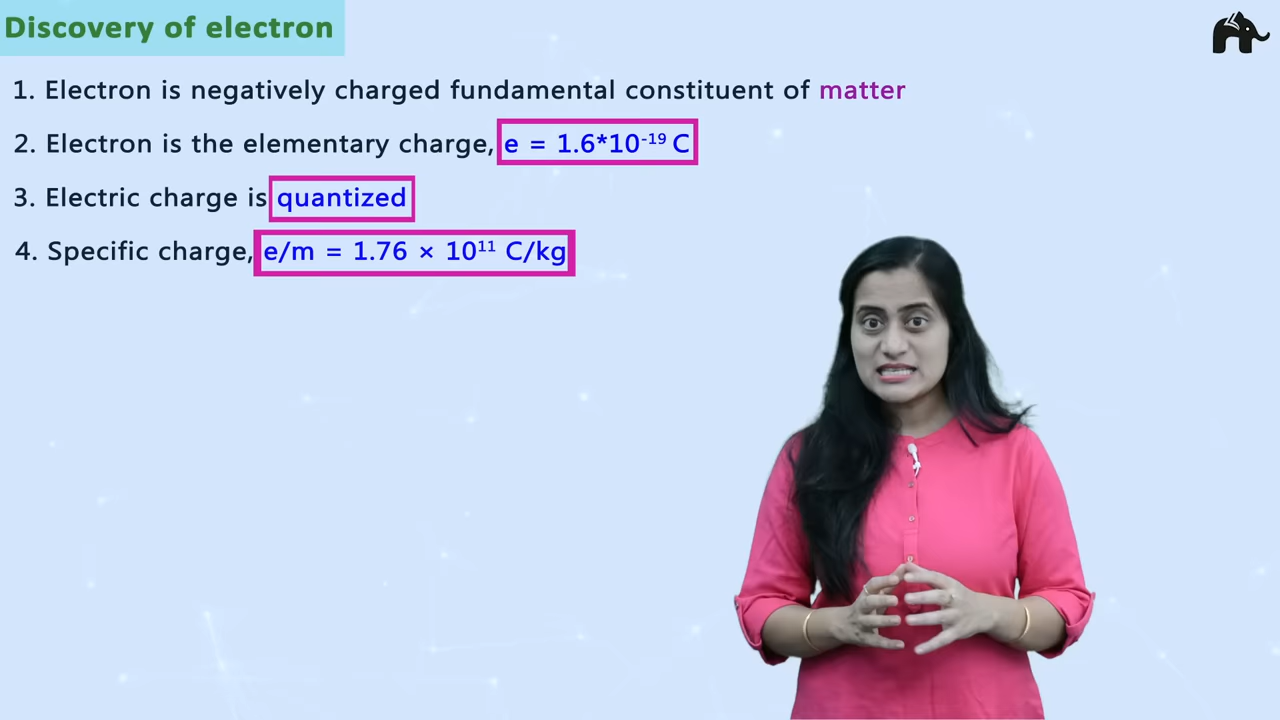 Discovery of electron
1. Electron is negatively charged fundamental constituent of matter
2. Electron is the elementary charge, e = 1.6*10⁻¹⁹ C
3. Electric charge is quantized
4. Specific charge, e/m = 1.76 × 10¹¹ C/kg